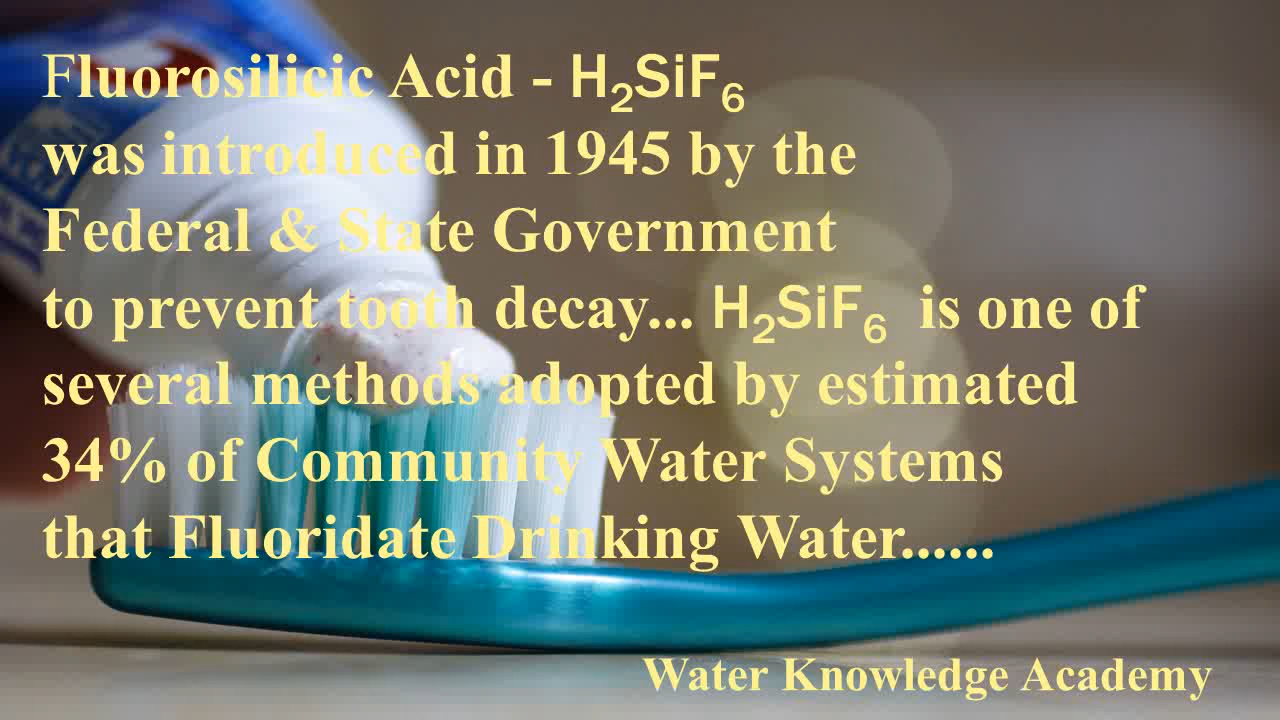 Fluorosilicic Acid - H₂SiF₆
was introduced in 1945 by the
Federal & State Government
to prevent tooth decay... H₂SiF₆ is one of
several methods adopted by estimated
34% of Community Water Systems
that Fluoridate Drinking Water......
Water Knowledge Academy